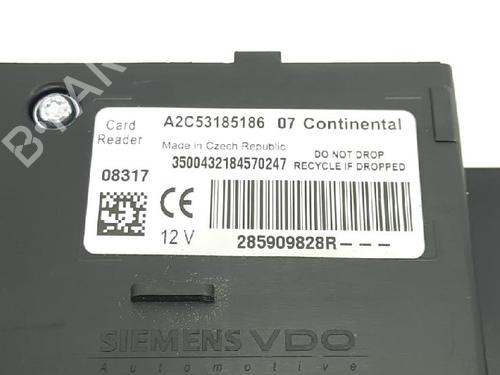 Card Reader
A2C53185186 07 Continental
Made in Czech Republic
3500432184570247
DO NOT DROP
RECYCLE IF DROPPED
08317
CE
12 V
285909828R---
SIEMENS VDO
Automotive
B-PARTS